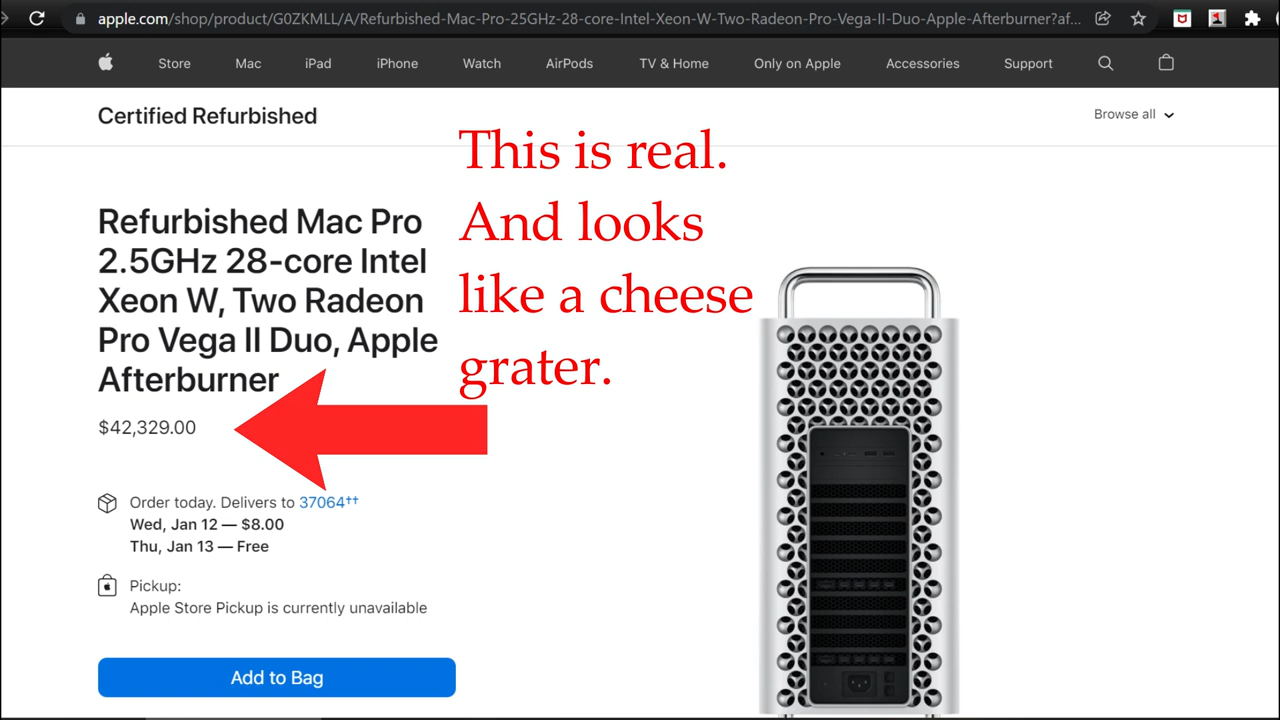 apple.com/shop/product/G0ZKMLL/A/Refurbished-Mac-Pro-25GHz-28-core-Intel-Xeon-W-Two-Radeon-Pro-Vega-II-Duo-Apple-Afterburner?af...
Store Mac iPad iPhone Watch AirPods TV & Home Only on Apple Accessories Support
Certified Refurbished
Browse all
This is real.
And looks
like a cheese
grater.
Refurbished Mac Pro
2.5GHz 28-core Intel
Xeon W, Two Radeon
Pro Vega II Duo, Apple
Afterburner
$42,329.00
Order today. Delivers to 37064††
Wed, Jan 12 — $8.00
Thu, Jan 13 — Free
Pickup:
Apple Store Pickup is currently unavailable
Add to Bag